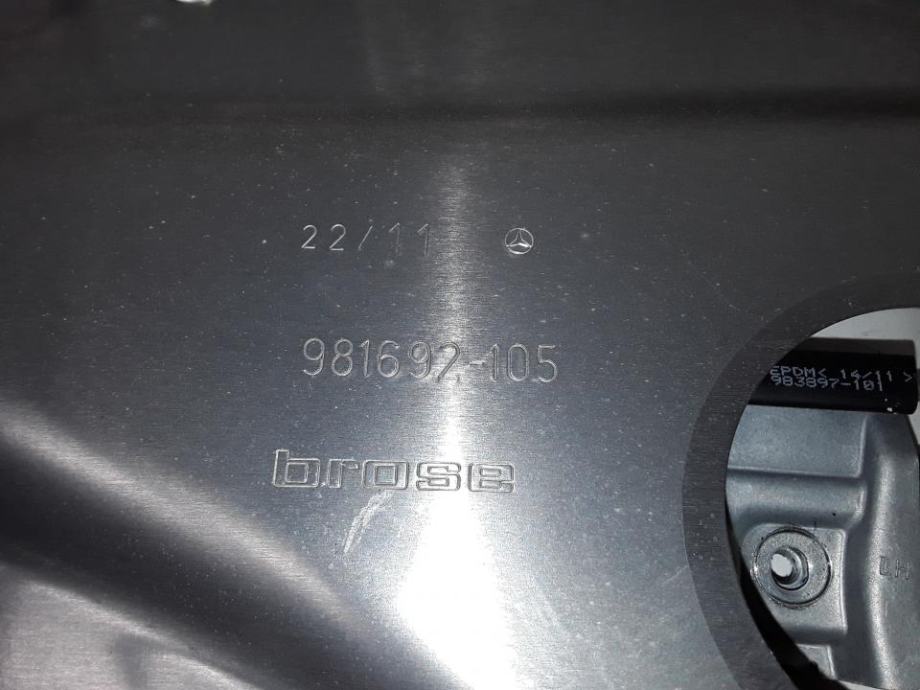 22/11
981692-105
brose
EPDM< 14/11 >
983897-101